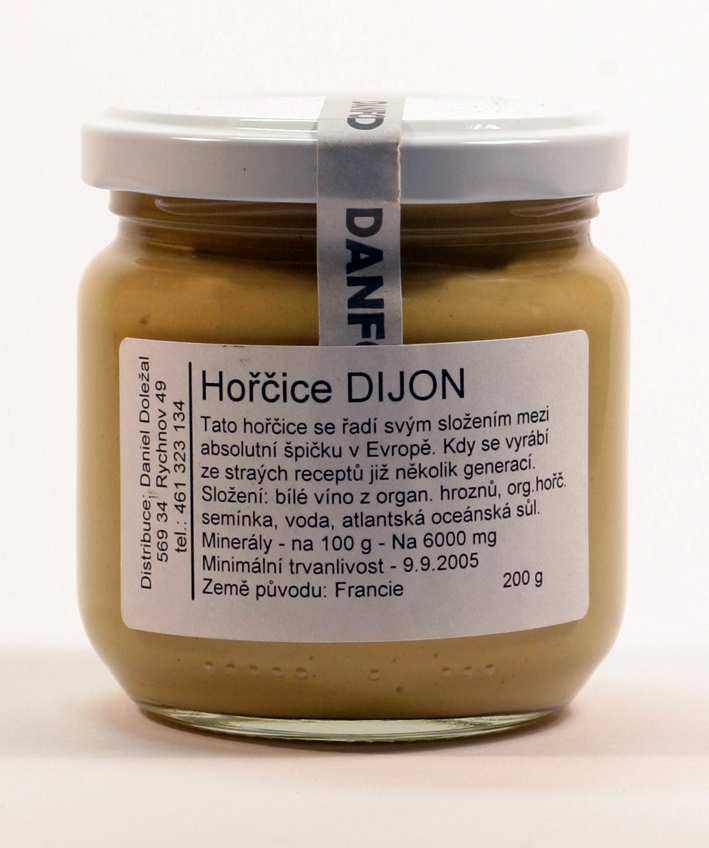 DANFO
DANF
Hořčice DIJON
Tato hořčice se řadí svým složením mezi
absolutní špičku v Evropě. Kdy se vyrábí
ze straých receptů již několik generací.
Složení: bílé víno z organ. hroznů, org.hořč.
semínka, voda, atlantská oceánská sůl.
Minerály - na 100 g - Na 6000 mg
Minimální trvanlivost - 9.9.2005
Země původu: Francie
200 g
Distribuce: Daniel Doležal
569 34 Rychnov 49
tel.: 461 323 134